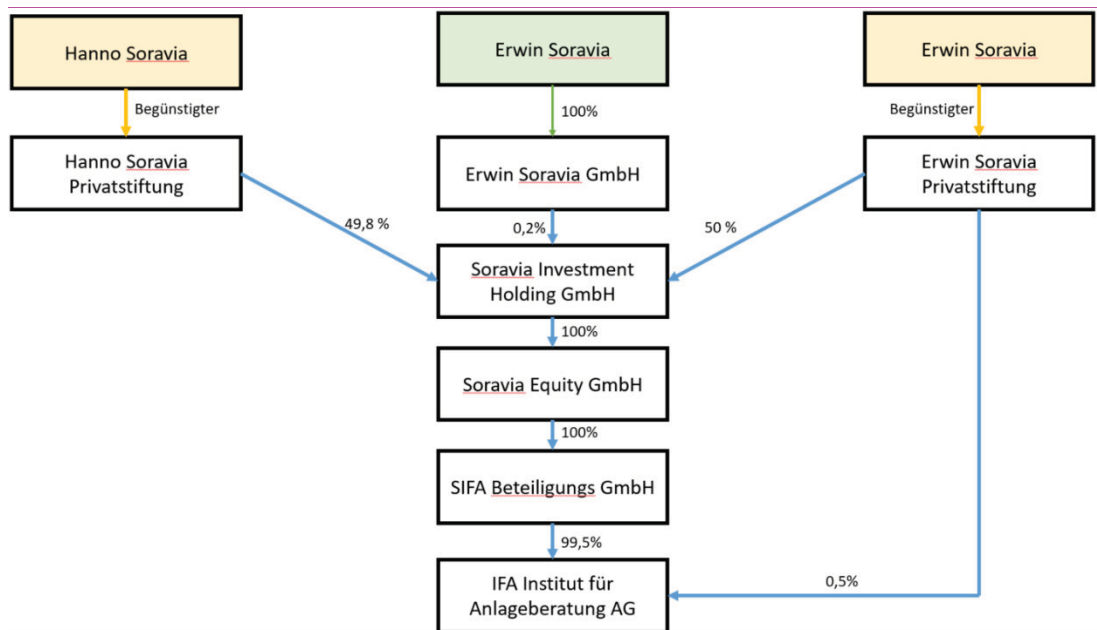 Hanno Soravia
Erwin Soravia
Erwin Soravia
Begünstigter
100%
Begünstigter
Hanno Soravia
Privatstiftung
Erwin Soravia GmbH
Erwin Soravia
Privatstiftung
49,8 %
0,2%
50 %
Soravia Investment
Holding GmbH
100%
Soravia Equity GmbH
100%
SIFA Beteiligungs GmbH
99,5%
IFA Institut für
Anlageberatung AG
0,5%